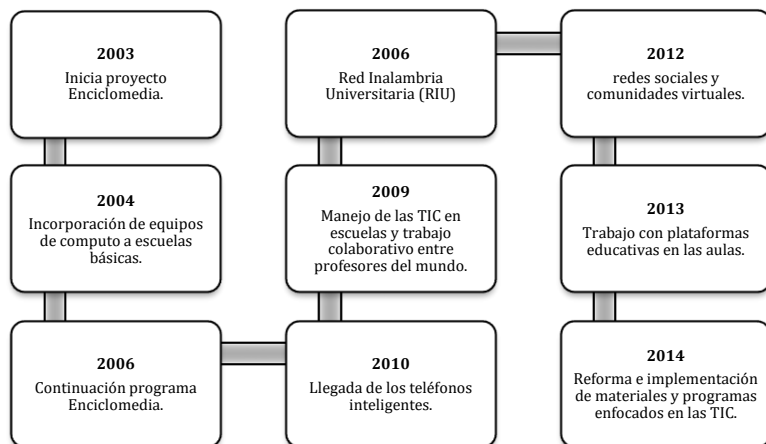 2003
Inicia proyecto
Enciclomedia.
2004
Incorporación de equipos
de computo a escuelas
básicas.
2006
Continuación programa
Enciclomedia.
2010
Llegada de los teléfonos
inteligentes.
2009
Manejo de las TIC en
escuelas y trabajo
colaborativo entre
profesores del mundo.
2006
Red Inalambria
Universitaria (RIU)
2012
redes sociales y
comunidades virtuales.
2013
Trabajo con plataformas
educativas en las aulas.
2014
Reforma e implementación
de materiales y programas
enfocados en las TIC.